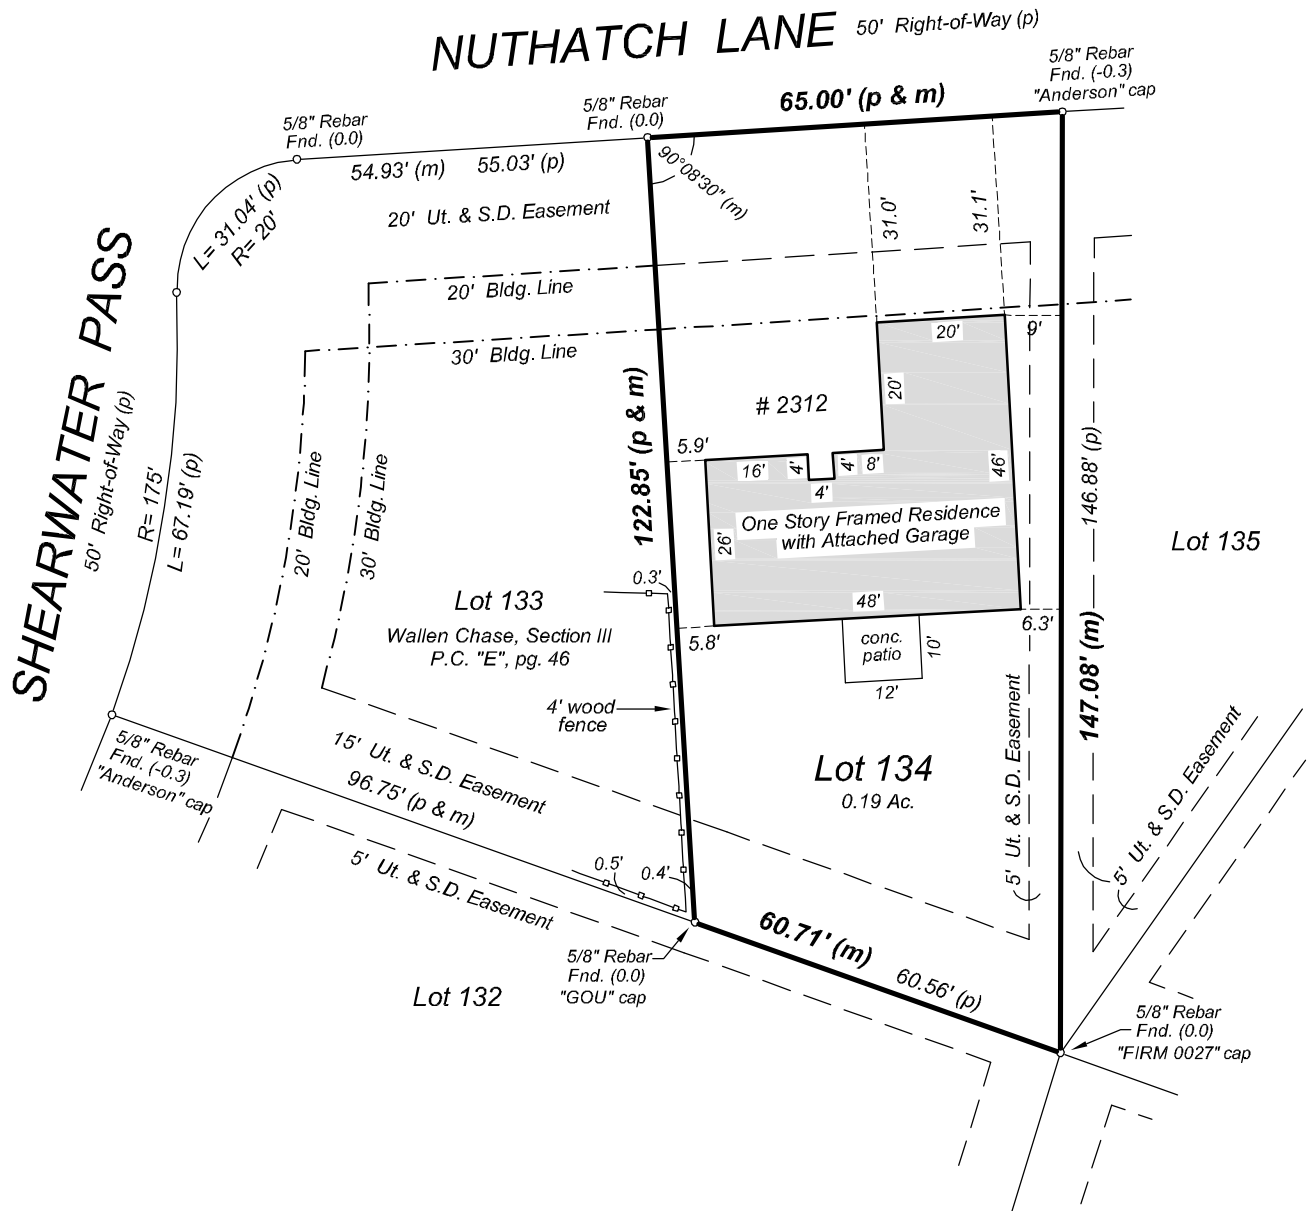 NUTHATCH LANE
50' Right-of-Way (p)
5/8" Rebar
Fnd. (-0.3)
"Anderson" cap
65.00' (p & m)
5/8" Rebar
Fnd. (0.0)
5/8" Rebar
Fnd. (0.0)
54.93' (m)
55.03' (p)
90°08'30" (m)
L= 31.04' (p)
R= 20'
20' Ut. & S.D. Easement
31.0'
31.1'
SHEARWATER PASS
50' Right-of-Way (p)
20' Bldg. Line
30' Bldg. Line
20'
9'
# 2312
20'
122.85' (p & m)
5.9'
16'
4'
4'
8'
4'
46'
146.88' (p)
R= 175'
L= 67.19' (p)
20' Bldg. Line
30' Bldg. Line
One Story Framed Residence
with Attached Garage
26'
Lot 135
0.3'
Lot 133
Wallen Chase, Section III
P.C. "E", pg. 46
48'
5.8'
6.3'
conc.
patio
10'
12'
147.08' (m)
4' wood
fence
5/8" Rebar
Fnd. (-0.3)
"Anderson" cap
15' Ut. & S.D. Easement
96.75' (p & m)
Lot 134
0.19 Ac.
5' Ut. & S.D. Easement
5' Ut. & S.D. Easement
0.5'
0.4'
5' Ut. & S.D. Easement
60.71' (m)
60.56' (p)
5/8" Rebar
Fnd. (0.0)
"GOU" cap
Lot 132
5/8" Rebar
Fnd. (0.0)
"FIRM 0027" cap